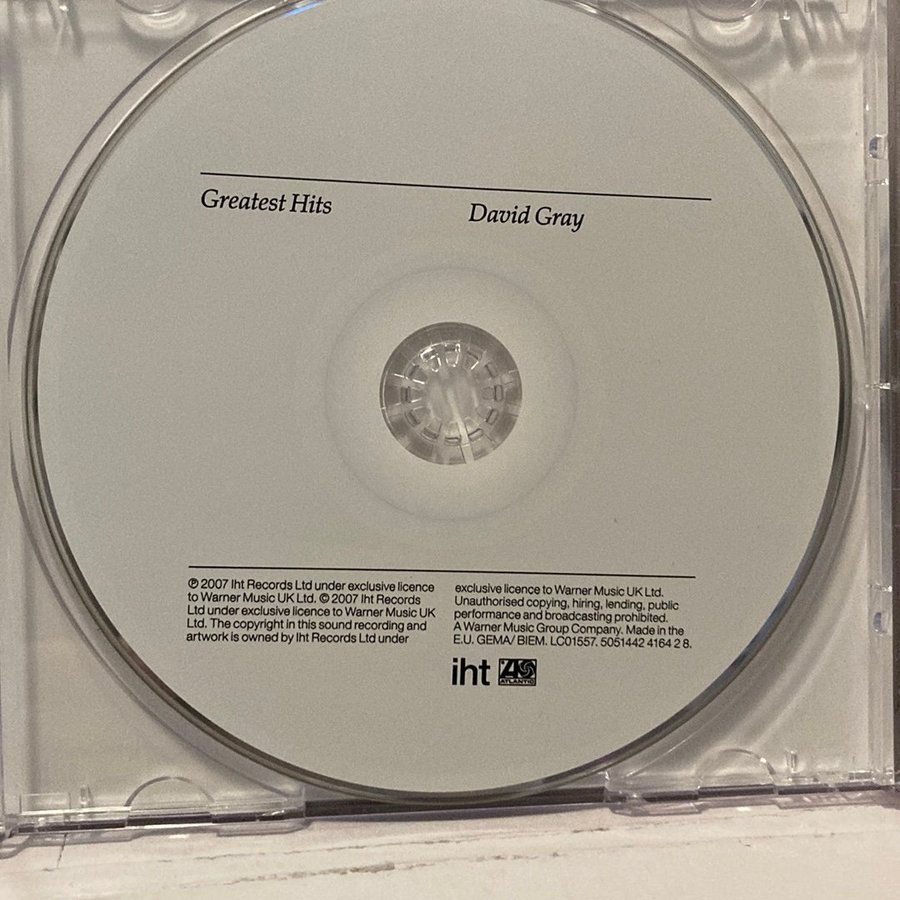 Greatest Hits
David Gray
℗ 2007 Iht Records Ltd under exclusive licence
to Warner Music UK Ltd. © 2007 Iht Records
Ltd under exclusive licence to Warner Music UK
Ltd. The copyright in this sound recording and
artwork is owned by Iht Records Ltd under
exclusive licence to Warner Music UK Ltd.
Unauthorised copying, hiring, lending, public
performance and broadcasting prohibited.
A Warner Music Group Company. Made in the
E.U. GEMA/ BIEM. LC01557. 5051442 4164 2 8.
iht
ATLANTIC